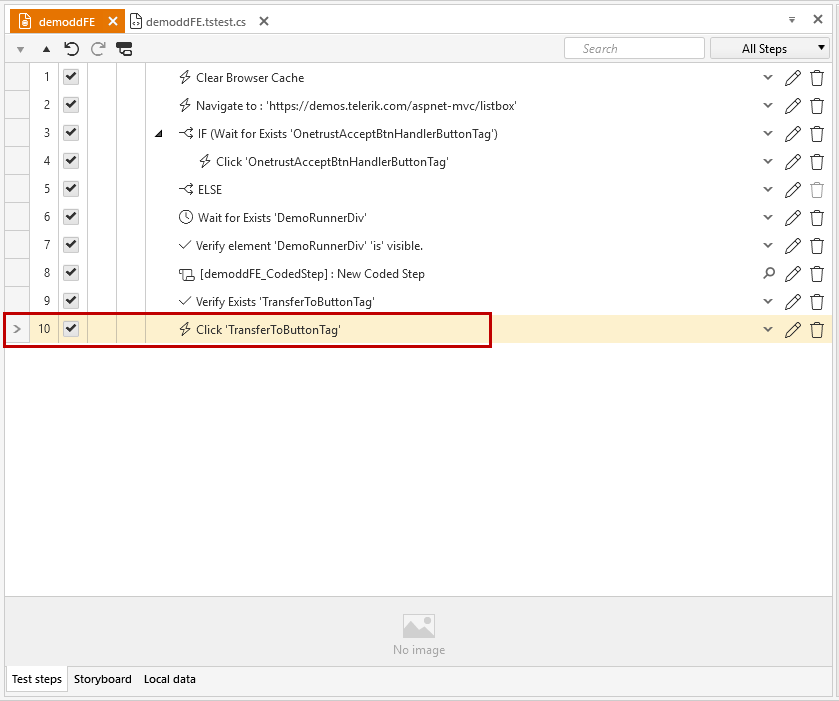 demoddFE demoddFE.tstest.cs
Search All Steps
1 Clear Browser Cache
2 Navigate to : 'https://demos.telerik.com/aspnet-mvc/listbox'
3 IF (Wait for Exists 'OnetrustAcceptBtnHandlerButtonTag')
4 Click 'OnetrustAcceptBtnHandlerButtonTag'
5 ELSE
6 Wait for Exists 'DemoRunnerDiv'
7 Verify element 'DemoRunnerDiv' 'is' visible.
8 [demoddFE_CodedStep] : New Coded Step
9 Verify Exists 'TransferToButtonTag'
10 Click 'TransferToButtonTag'
No image
Test steps Storyboard Local data